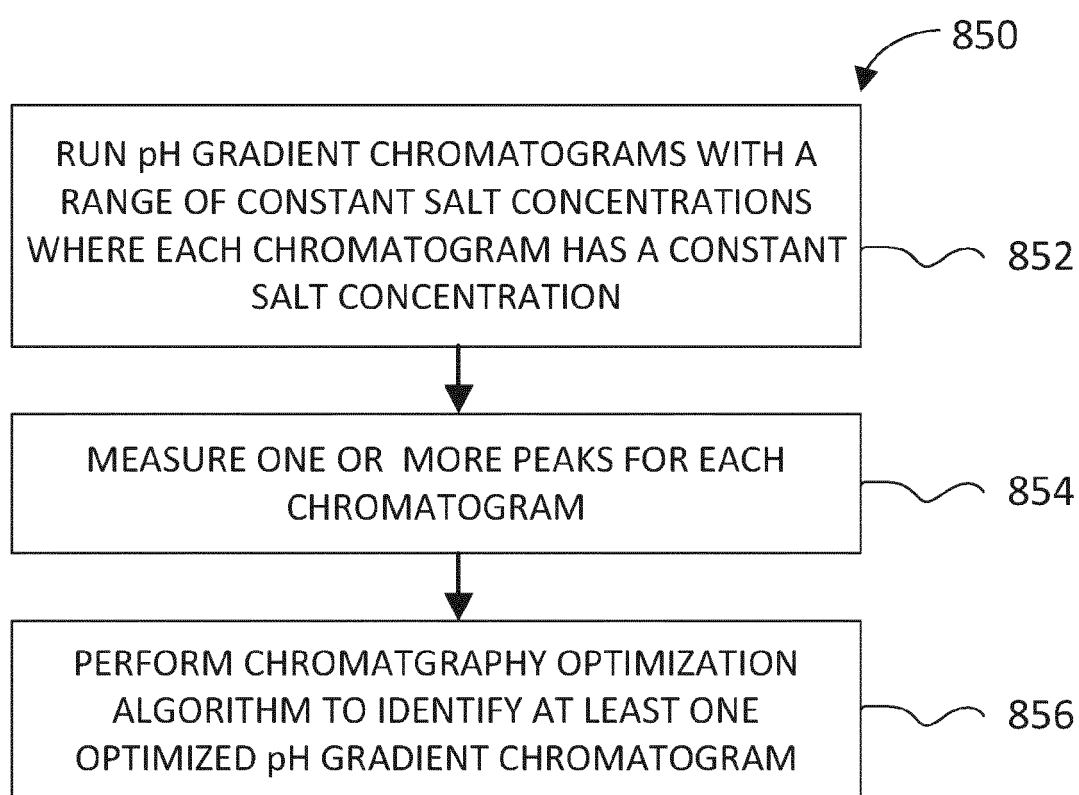 850
RUN pH GRADIENT CHROMATOGRAMS WITH A
RANGE OF CONSTANT SALT CONCENTRATIONS
WHERE EACH CHROMATOGRAM HAS A CONSTANT
SALT CONCENTRATION
852
MEASURE ONE OR MORE PEAKS FOR EACH
CHROMATOGRAM
854
PERFORM CHROMATGRAPHY OPTIMIZATION
ALGORITHM TO IDENTIFY AT LEAST ONE
OPTIMIZED pH GRADIENT CHROMATOGRAM
856